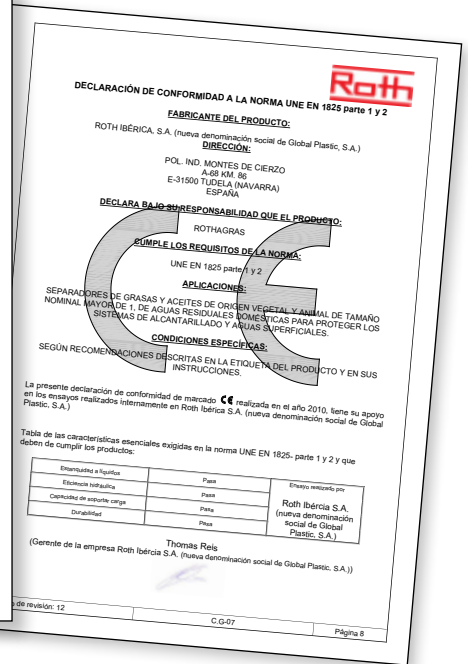 Roth
DECLARACIÓN DE CONFORMIDAD A LA NORMA UNE EN 1825 parte 1 y 2
FABRICANTE DEL PRODUCTO:
ROTH IBÉRICA, S.A. (nueva denominación social de Global Plastic, S.A.)
DIRECCIÓN:
POL. IND. MONTES DE CIERZO
A-68 KM. 86
E-31500 TUDELA (NAVARRA)
ESPAÑA
DECLARA BAJO SU RESPONSABILIDAD QUE EL PRODUCTO:
ROTHAGRAS
CUMPLE LOS REQUISITOS DE LA NORMA:
UNE EN 1825 parte 1 y 2
APLICACIONES:
SEPARADORES DE GRASAS Y ACEITES DE ORIGEN VEGETAL Y ANIMAL DE TAMAÑO
NOMINAL MAYOR DE 1, DE AGUAS RESIDUALES DOMÉSTICAS PARA PROTEGER LOS
SISTEMAS DE ALCANTARILLADO Y AGUAS SUPERFICIALES.
CONDICIONES ESPECÍFICAS:
SEGÚN RECOMENDACIONES DESCRITAS EN LA ETIQUETA DEL PRODUCTO Y EN SUS
INSTRUCCIONES.
La presente declaración de conformidad de marcado CE realizada en el año 2010, tiene su apoyo
en los ensayos realizados internamente en Roth Ibérica S.A. (nueva denominación social de Global
Plastic, S.A.)
Tabla de las características esenciales exigidas en la norma UNE EN 1825- parte 1 y 2 y que
deben de cumplir los productos:
Estanquidad a líquidos Pasa Ensayo realizado por
Eficiencia hidráulica Pasa Roth Ibércia S.A.
Capacidad de soportar carga Pasa (nueva denominación
Durabilidad Pasa social de Global
Plastic, S.A.)
Thomas Reis
(Gerente de la empresa Roth Ibércia S.A. (nueva denominación social de Global Plastic, S.A.))
de revisión: 12 C.G-07 Página 8